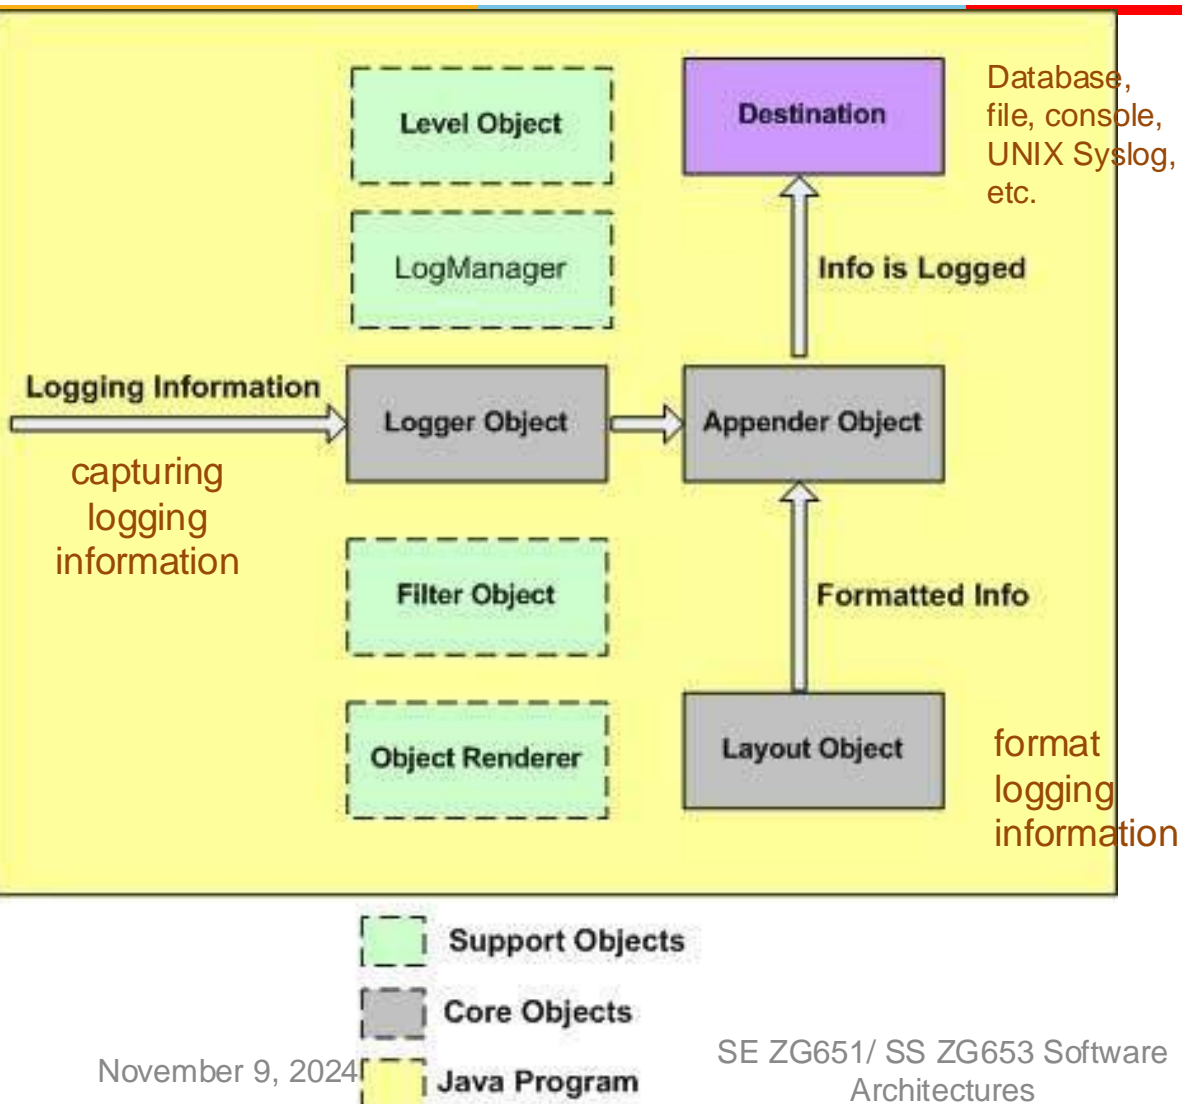 Level Object
Destination
Database,
file, console,
UNIX Syslog,
etc.
LogManager
Info is Logged
Logging Information
Logger Object
Appender Object
capturing
logging
information
Filter Object
Formatted Info
Object Renderer
Layout Object
format
logging
information
Support Objects
Core Objects
Java Program
November 9, 2024
SE ZG651/ SS ZG653 Software
Architectures